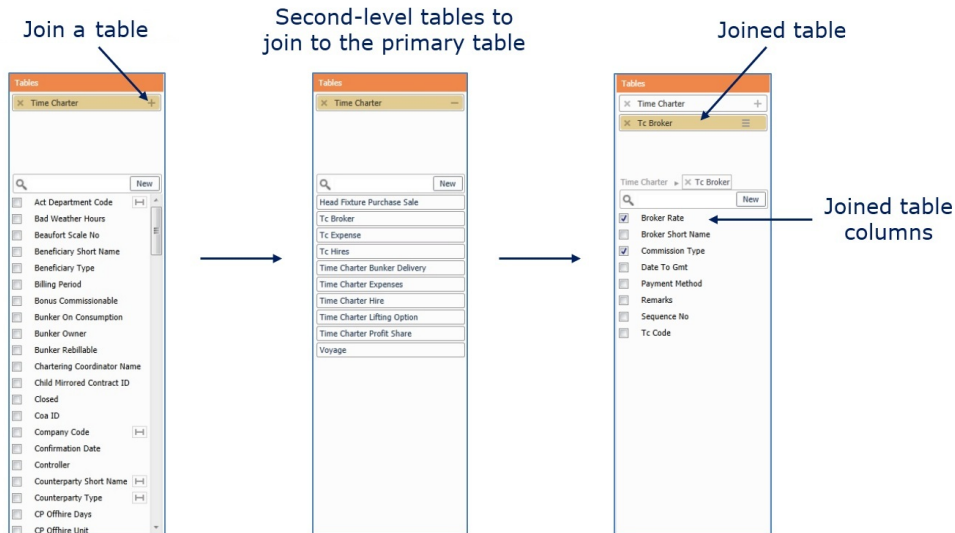 Join a table
Second-level tables to
join to the primary table
Joined table
Tables
Time Charter
New
Act Department Code
Bad Weather Hours
Beaufort Scale No
Beneficiary Short Name
Beneficiary Type
Billing Period
Bonus Commissionable
Bunker On Consumption
Bunker Owner
Bunker Rebillable
Chartering Coordinator Name
Child Mirrored Contract ID
Closed
Coa ID
Company Code
Confirmation Date
Controller
Counterparty Short Name
Counterparty Type
CP Offhire Days
CP Offhire Unit
Tables
Time Charter
New
Head Fixture Purchase Sale
Tc Broker
Tc Expense
Tc Hires
Time Charter Bunker Delivery
Time Charter Expenses
Time Charter Hire
Time Charter Lifting Option
Time Charter Profit Share
Voyage
Tables
Time Charter
Tc Broker
Time Charter Tc Broker
New
Broker Rate
Broker Short Name
Commission Type
Date To Gmt
Payment Method
Remarks
Sequence No
Tc Code
Joined table
columns